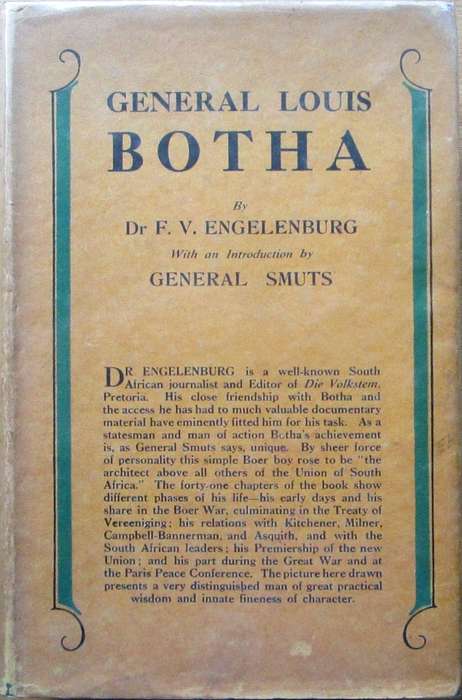 GENERAL LOUIS
BOTHA
By
Dr F. V. ENGELENBURG
With an Introduction by
GENERAL SMUTS
DR ENGELENBURG is a well-known South
African journalist and Editor of Die Volkstem,
Pretoria. His close friendship with Botha and
the access he has had to much valuable documentary
material have eminently fitted him for his task. As a
statesman and man of action Botha's achievement
is, as General Smuts says, unique. By sheer force
of personality this simple Boer boy rose to be "the
architect above all others of the Union of South
Africa." The forty-one chapters of the book show
different phases of his life—his early days and his
share in the Boer War, culminating in the Treaty of
Vereeniging; his relations with Kitchener, Milner,
Campbell-Bannerman, and Asquith, and with the
South African leaders; his Premiership of the new
Union; and his part during the Great War and at
the Paris Peace Conference. The picture here drawn
presents a very distinguished man of great practical
wisdom and innate fineness of character.